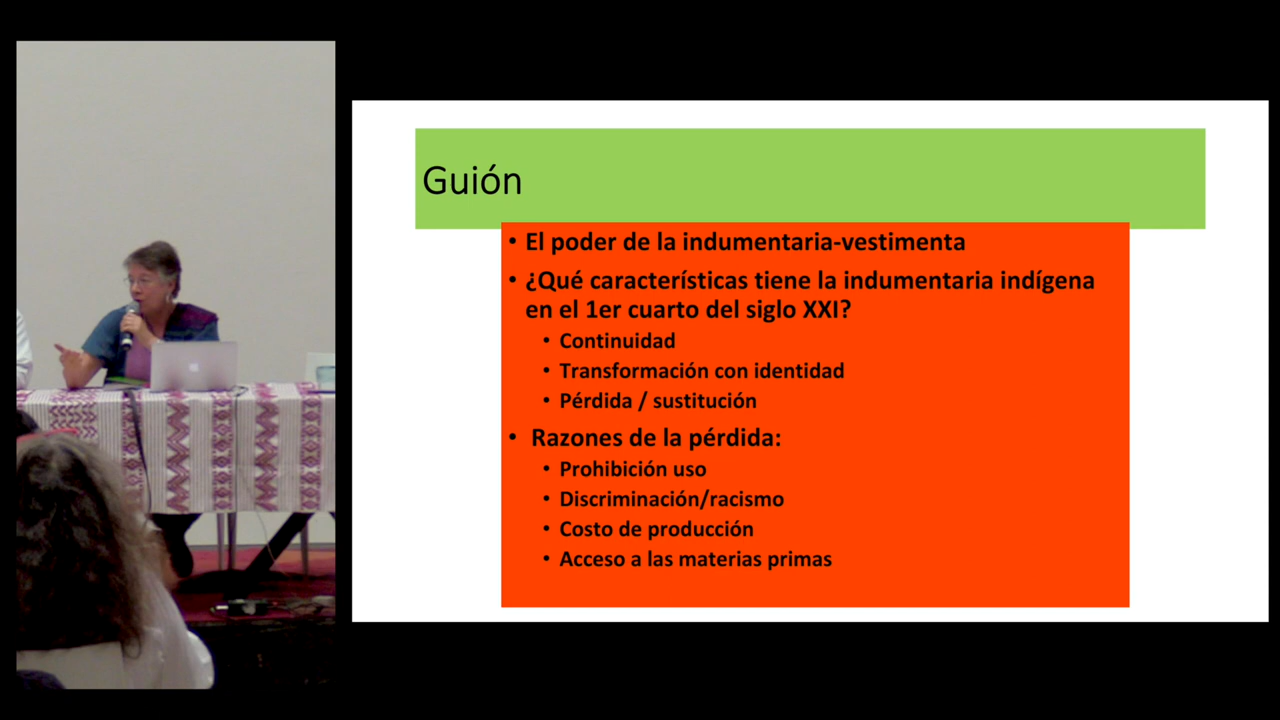 Guión
• El poder de la indumentaria-vestimenta
• ¿Qué características tiene la indumentaria indígena
en el 1er cuarto del siglo XXI?
• Continuidad
• Transformación con identidad
• Pérdida / sustitución
• Razones de la pérdida:
• Prohibición uso
• Discriminación/racismo
• Costo de producción
• Acceso a las materias primas